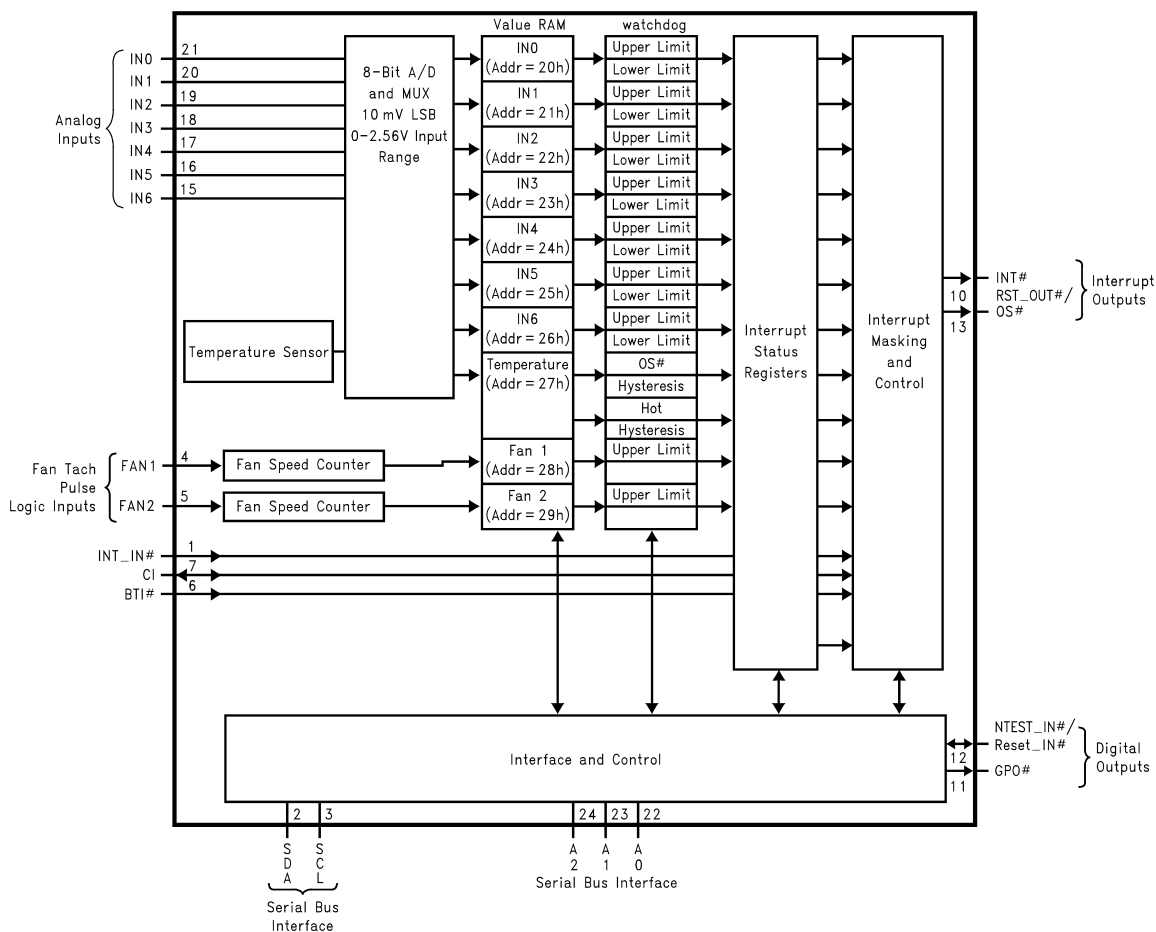 Value RAM
watchdog
Analog
Inputs
IN0
21
IN1
20
IN2
19
IN3
18
IN4
17
IN5
16
IN6
15
8-Bit A/D
and MUX
10 mV LSB
0-2.56V Input
Range
IN0
(Addr = 20h)
IN1
(Addr = 21h)
IN2
(Addr = 22h)
IN3
(Addr = 23h)
IN4
(Addr = 24h)
IN5
(Addr = 25h)
IN6
(Addr = 26h)
Temperature
(Addr = 27h)
Fan 1
(Addr = 28h)
Fan 2
(Addr = 29h)
Upper Limit
Lower Limit
Upper Limit
Lower Limit
Upper Limit
Lower Limit
Upper Limit
Lower Limit
Upper Limit
Lower Limit
Upper Limit
Lower Limit
Upper Limit
Lower Limit
OS#
Hysteresis
Hot
Hysteresis
Upper Limit
Upper Limit
Interrupt
Status
Registers
Interrupt
Masking
and
Control
INT#
10
RST_OUT#/
OS#
13
Interrupt
Outputs
Temperature Sensor
Fan Tach
Pulse
Logic Inputs
FAN1
4
Fan Speed Counter
FAN2
5
Fan Speed Counter
INT_IN#
1
CI
7
BTI#
6
Interface and Control
NTEST_IN#/
Reset_IN#
12
GPO#
11
Digital
Outputs
2
3
24
23
22
SDA
SCL
A2
A1
A0
Serial Bus Interface
Serial Bus
Interface